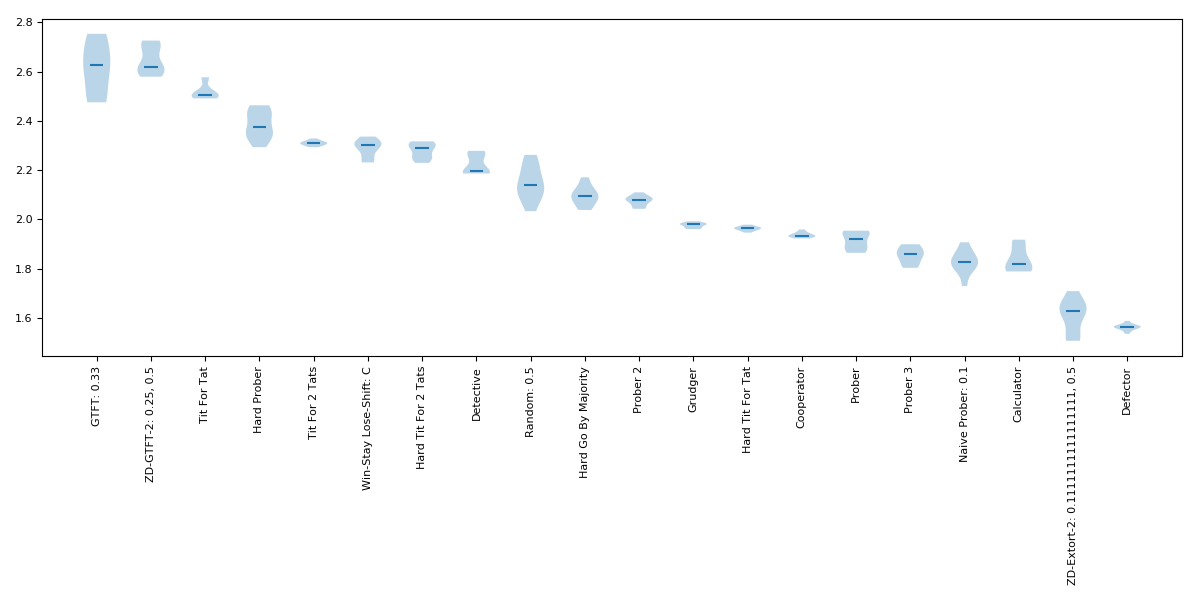 2.8
2.6
2.4
2.2
2.0
1.8
1.6
GTFT: 0.33
ZD-GTFT-2: 0.25, 0.5
Tit For Tat
Hard Prober
Tit For 2 Tats
Win-Stay Lose-Shift: C
Hard Tit For 2 Tats
Detective
Random: 0.5
Hard Go By Majority
Prober 2
Grudger
Hard Tit For Tat
Cooperator
Prober
Prober 3
Naive Prober: 0.1
Calculator
ZD-Extort-2: 0.1111111111111111, 0.5
Defector